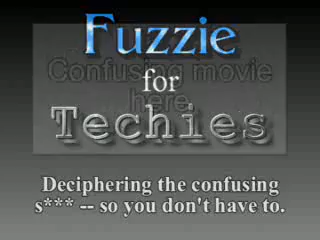 Fuzzie
Confusing movie
for
here
Techies
Deciphering the confusing
s*** -- so you don't have to.